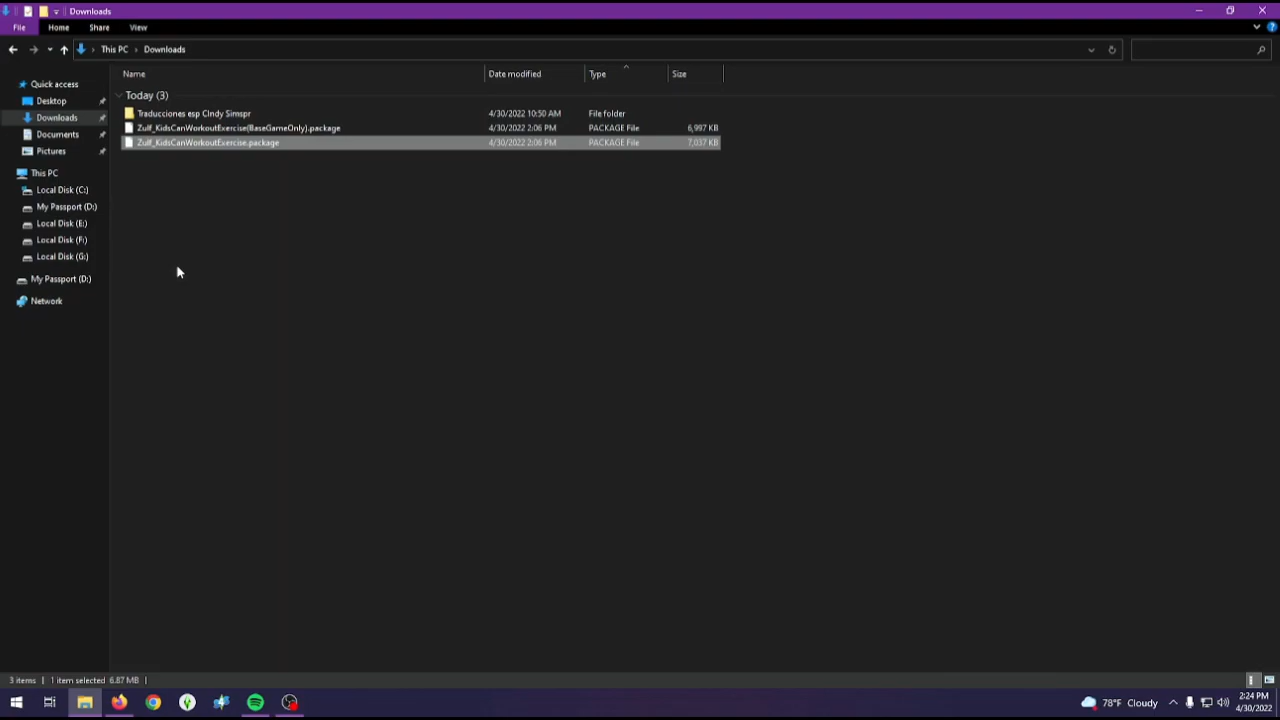 Downloads
File Home Share View
This PC Downloads
Name Date modified Type Size
Quick access
Desktop
Downloads
Documents
Pictures
This PC
Local Disk (C:)
My Passport (D:)
Local Disk (E:)
Local Disk (F:)
Local Disk (G:)
My Passport (D:)
Network
Today (3)
Traducciones esp CIndy Simspr 4/30/2022 10:50 AM File folder
Zulf_KidsCanWorkoutExercise(BaseGameOnly).package 4/30/2022 2:06 PM PACKAGE File 6,997 KB
Zulf_KidsCanWorkoutExercise.package 4/30/2022 2:06 PM PACKAGE File 7,037 KB
3 items 1 item selected 6.87 MB
78°F Cloudy
2:24 PM
4/30/2022